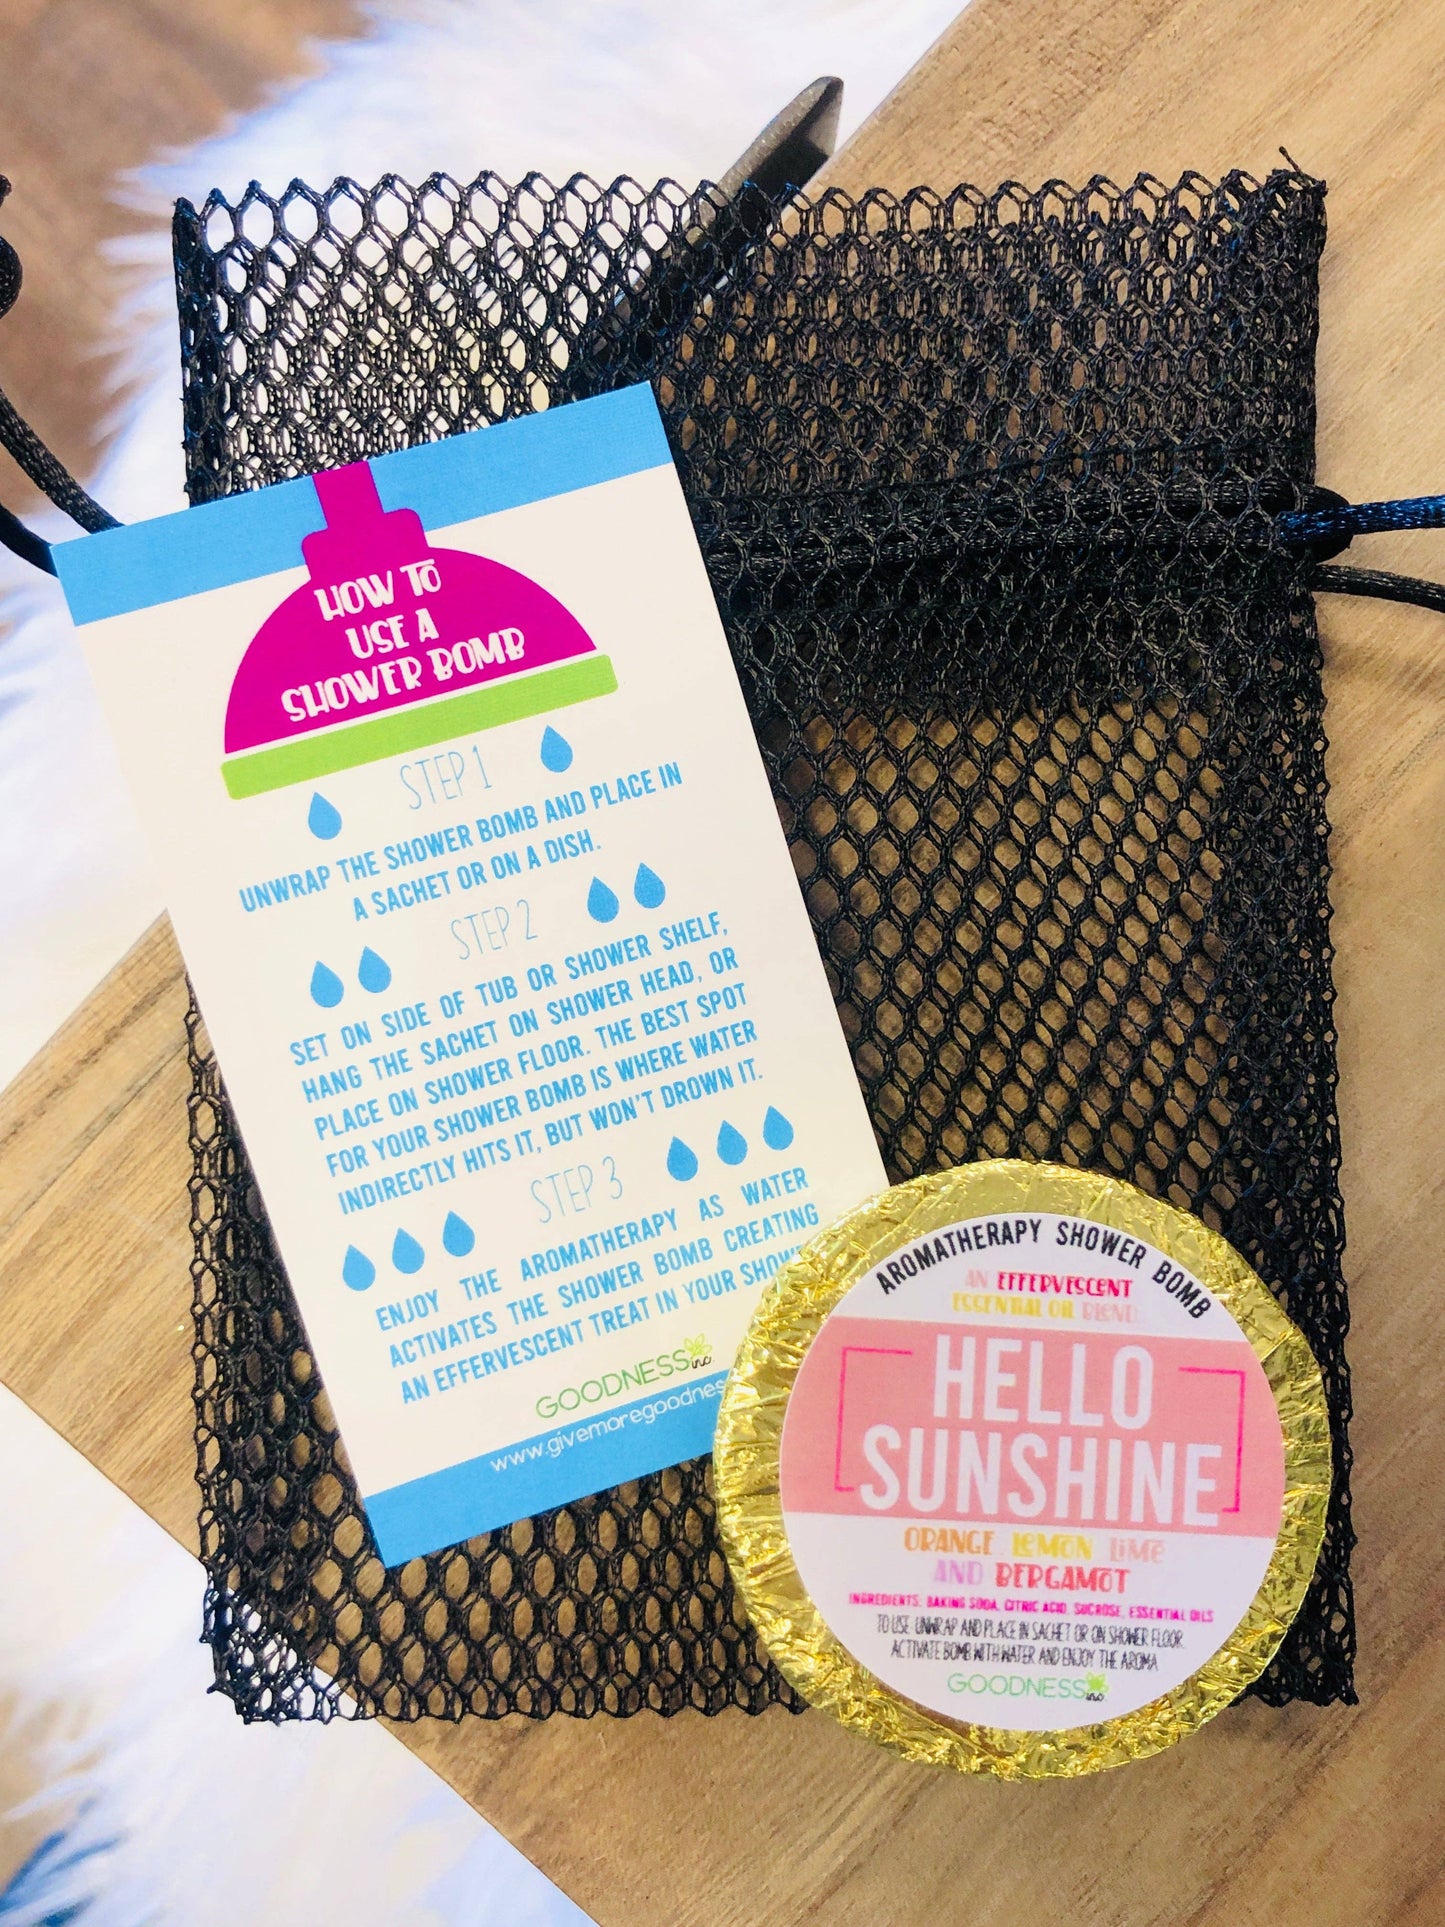 HOW TO
USE A
SHOWER BOMB
STEP 1
UNWRAP THE SHOWER BOMB AND PLACE IN
A SACHET OR ON A DISH.
STEP 2
SET ON SIDE OF TUB OR SHOWER SHELF,
HANG THE SACHET ON SHOWER HEAD, OR
PLACE ON SHOWER FLOOR. THE BEST SPOT
FOR YOUR SHOWER BOMB IS WHERE WATER
INDIRECTLY HITS IT, BUT WON'T DROWN IT.
STEP 3
ENJOY THE AROMATHERAPY AS WATER
ACTIVATES THE SHOWER BOMB CREATING
AN EFFERVESCENT TREAT IN YOUR
GOODNESS inc
www.givemoregoodnes
AROMATHERAPY SHOWER BOMB
AN EFFERVESCENT
ESSENTIAL OIL BLEND
HELLO
SUNSHINE
ORANGE, LEMON, LIME
AND BERGAMOT
INGREDIENTS: BAKING SODA, CITRIC ACID, SUCROSE, ESSENTIAL OILS
TO USE: UNWRAP AND PLACE IN SACHET OR ON SHOWER FLOOR.
ACTIVATE BOMB WITH WATER AND ENJOY THE AROMA
GOODNESS inc